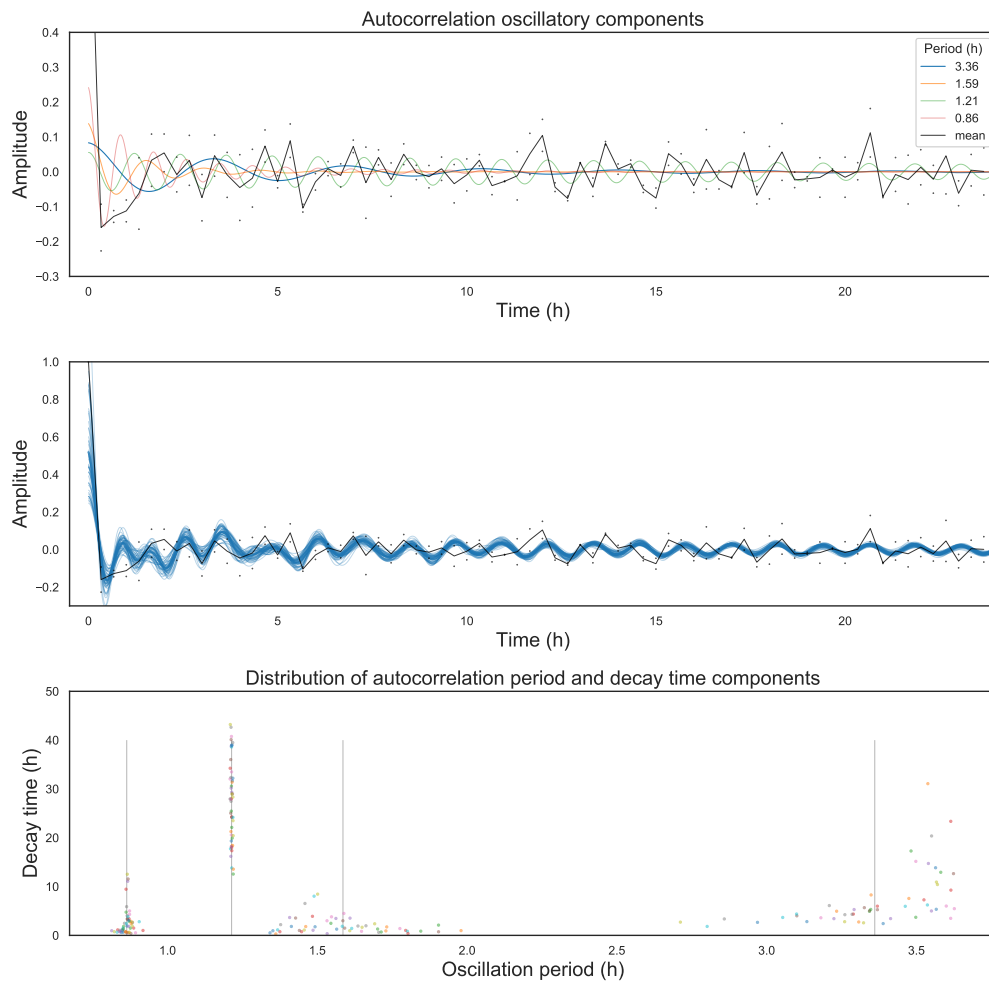 Autocorrelation oscillatory components
0.4
0.3
0.2
0.1
0.0
−0.1
−0.2
−0.3
Amplitude
Period (h)
3.36
1.59
1.21
0.86
mean
0 5 10 15 20
Time (h)
1.0
0.8
0.6
0.4
0.2
0.0
−0.2
Amplitude
0 5 10 15 20
Time (h)
Distribution of autocorrelation period and decay time components
50
40
30
20
10
0
Decay time (h)
1.0 1.5 2.0 2.5 3.0 3.5
Oscillation period (h)